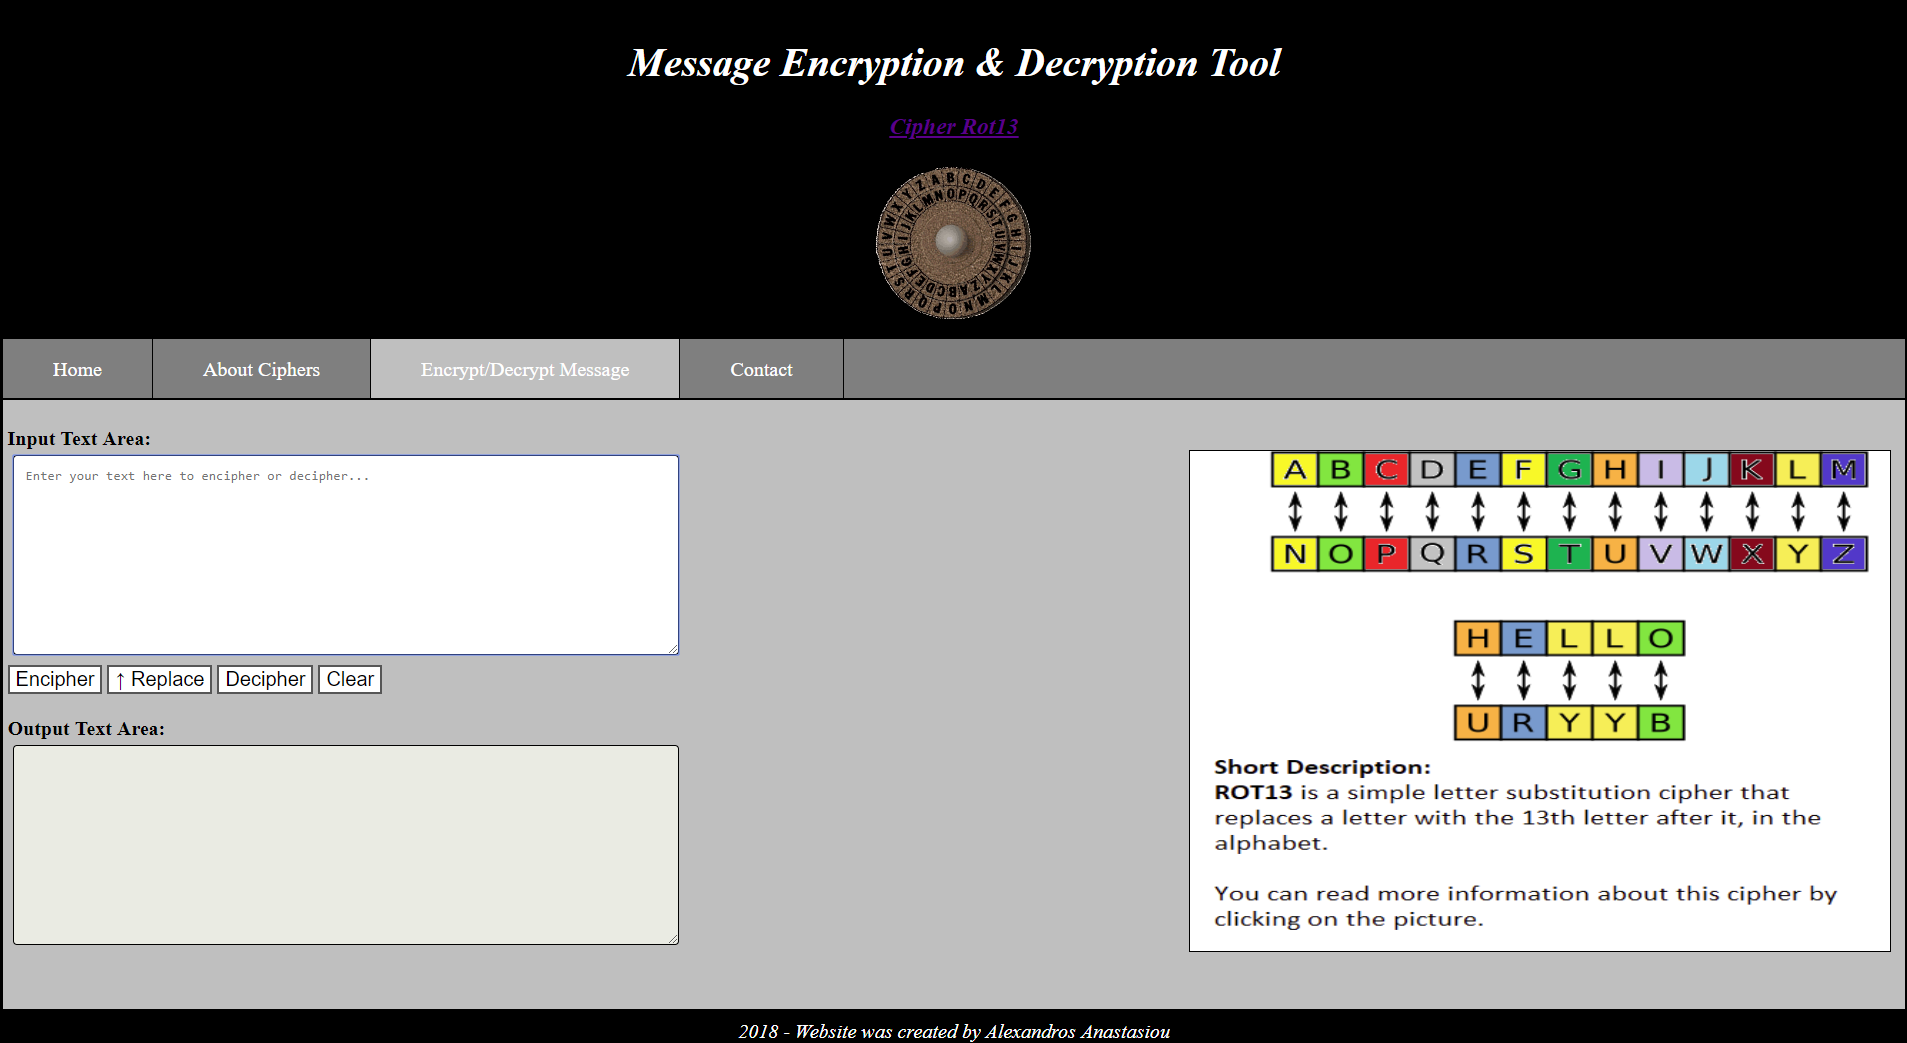 Message Encryption & Decryption Tool
Cipher Rot13
A B C D E F G H I J K L M N O P Q R S T U V W X Y Z
A B C D E F G H I J K L M N O P Q R S T U V W X Y Z
Home About Ciphers Encrypt/Decrypt Message Contact
Input Text Area:
Enter your text here to encipher or decipher...
Encipher ↑ Replace Decipher Clear
Output Text Area:
A B C D E F G H I J K L M
N O P Q R S T U V W X Y Z
H E L L O
U R Y Y B
Short Description:
ROT13 is a simple letter substitution cipher that
replaces a letter with the 13th letter after it, in the
alphabet.
You can read more information about this cipher by
clicking on the picture.
2018 - Website was created by Alexandros Anastasiou